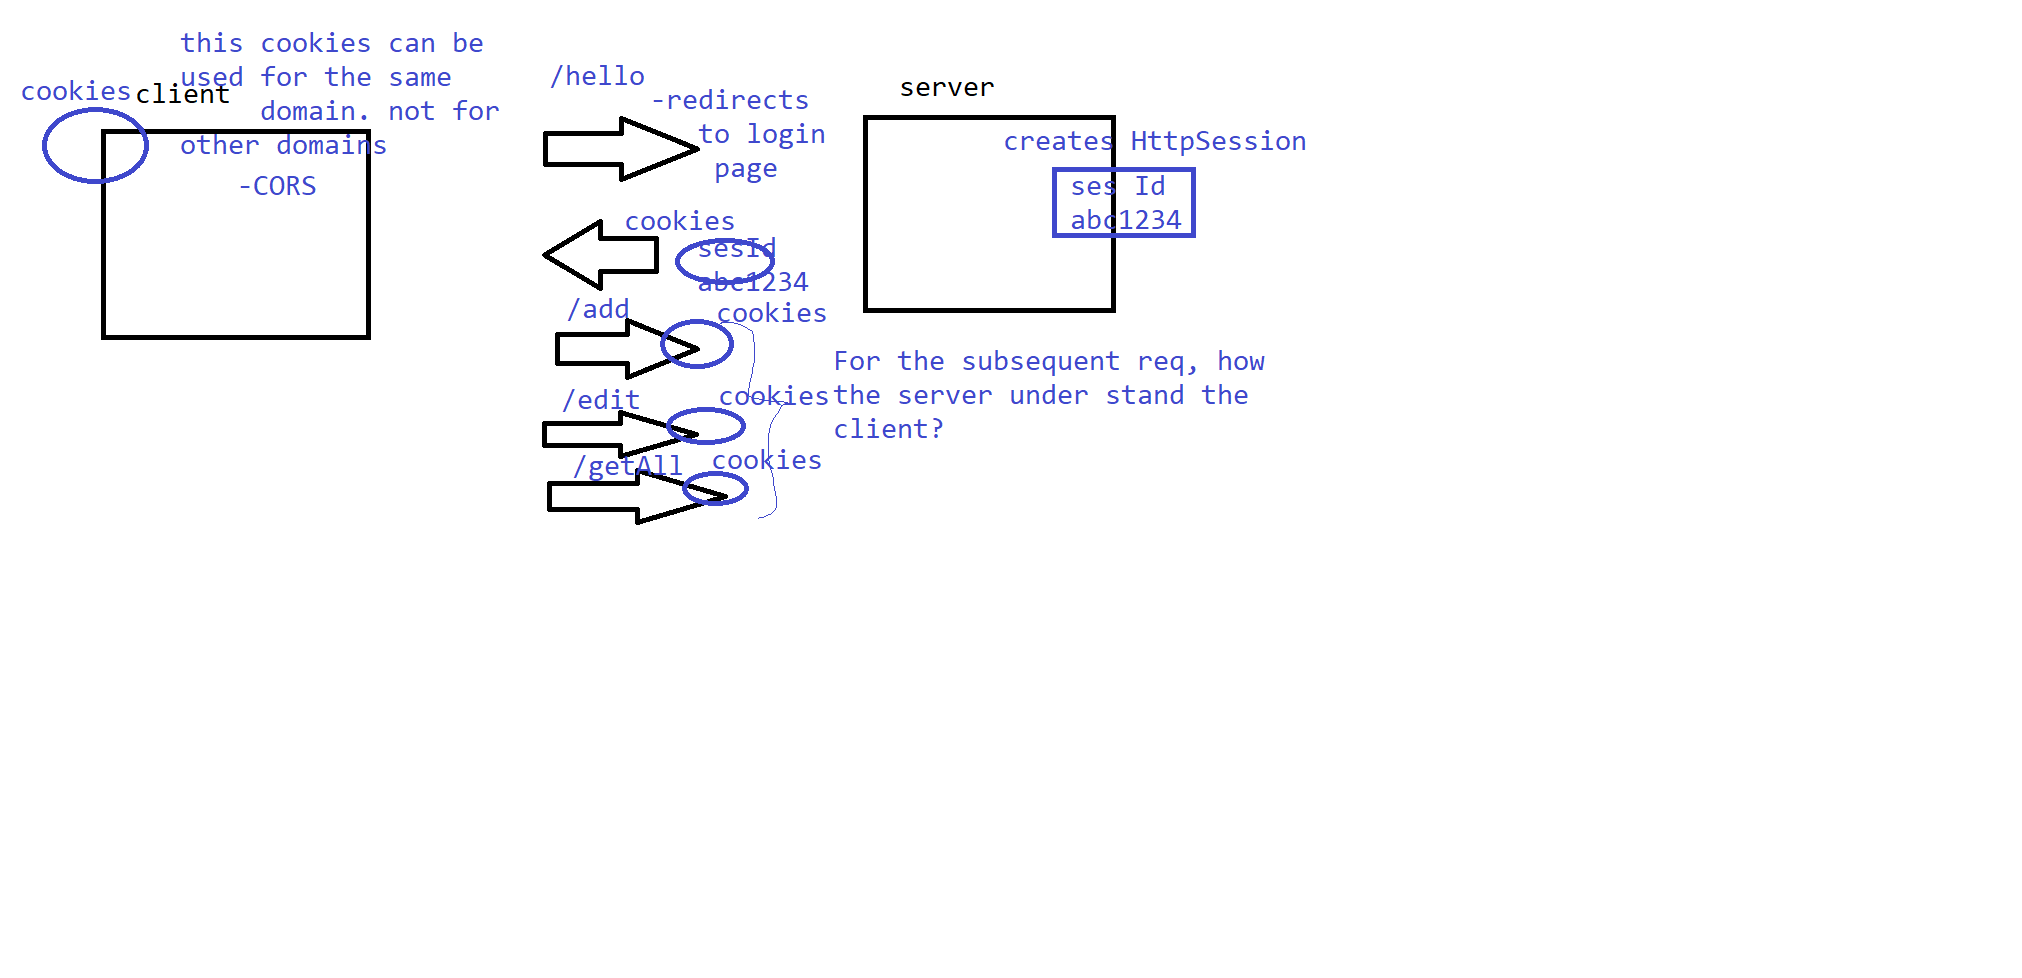 this cookies can be
used for the same
domain. not for
other domains
-CORS
cookies
client
/hello
-redirects
to login
page
server
creates HttpSession
ses Id
abc1234
cookies
sesId
abc1234
/add
cookies
/edit
cookies
/getAll
cookies
For the subsequent req, how
the server under stand the
client?